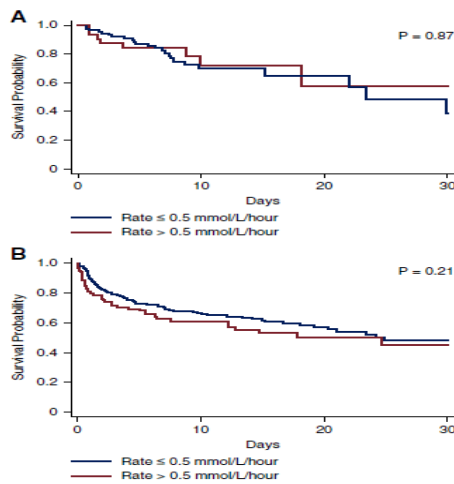 A
1.0
P = 0.87
0.8
0.6
0.4
0.2
0
Survival Probability
0 10 20 30
Days
Rate ≤ 0.5 mmol/L/hour
Rate > 0.5 mmol/L/hour
B
1.0
P = 0.21
0.8
0.6
0.4
0.2
0
Survival Probability
0 10 20 30
Days
Rate ≤ 0.5 mmol/L/hour
Rate > 0.5 mmol/L/hour